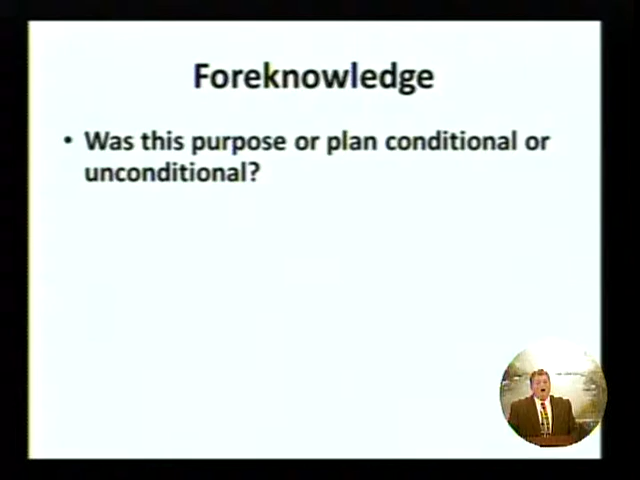 Foreknowledge
• Was this purpose or plan conditional or
unconditional?